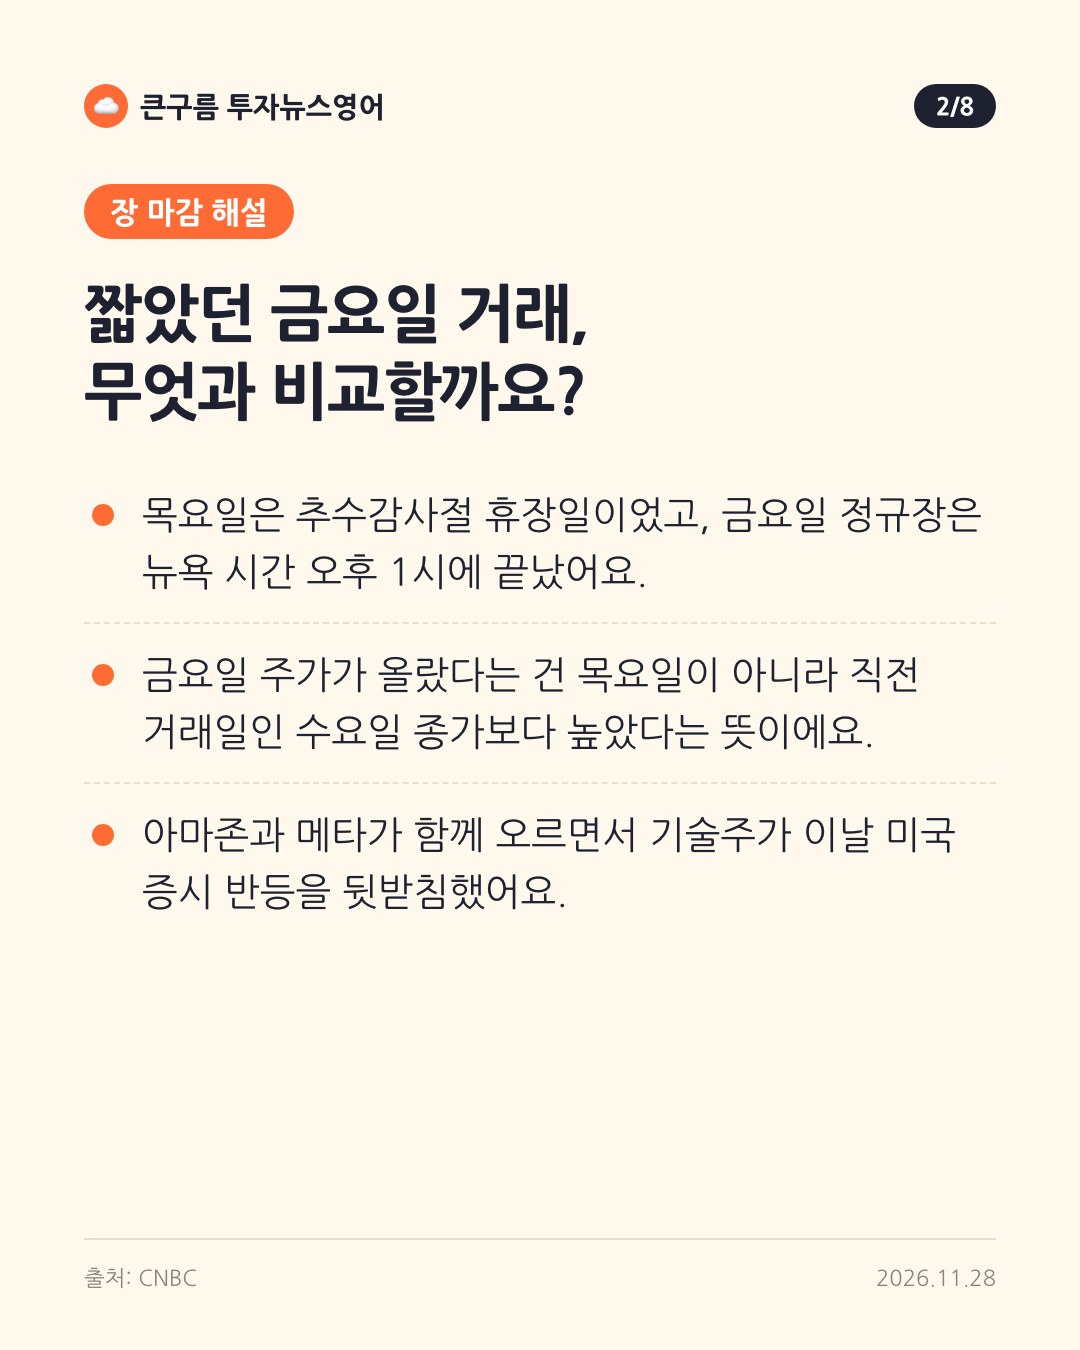 큰구름 투자뉴스영어
2/8
장 마감 해설
짧았던 금요일 거래,
무엇과 비교할까요?
목요일은 추수감사절 휴장일이었고, 금요일 정규장은
뉴욕 시간 오후 1시에 끝났어요.
금요일 주가가 올랐다는 건 목요일이 아니라 직전
거래일인 수요일 종가보다 높았다는 뜻이에요.
아마존과 메타가 함께 오르면서 기술주가 이날 미국
증시 반등을 뒷받침했어요.
출처: CNBC
2026.11.28